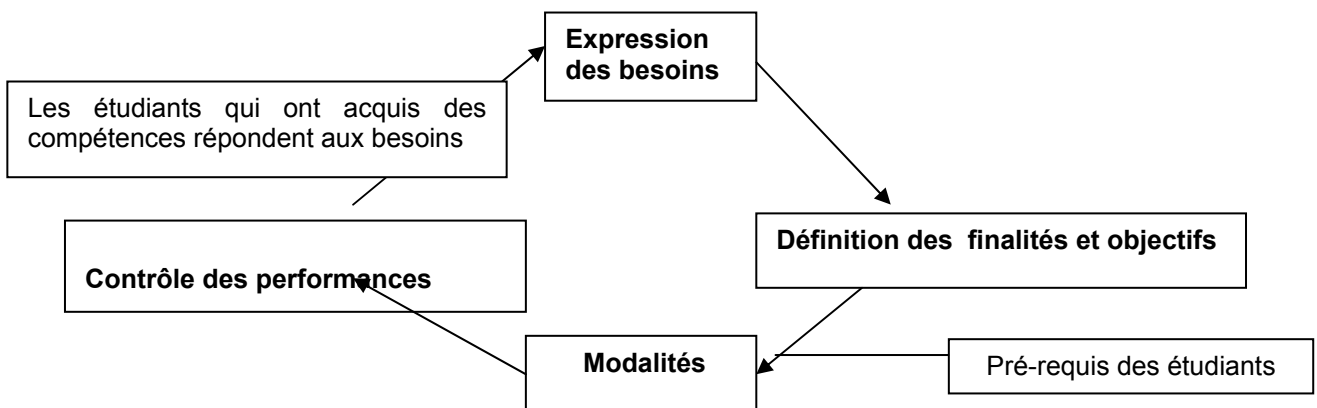 Expression
des besoins
Les étudiants qui ont acquis des
compétences répondent aux besoins
Définition des finalités et objectifs
Contrôle des performances
Modalités
Pré-requis des étudiants